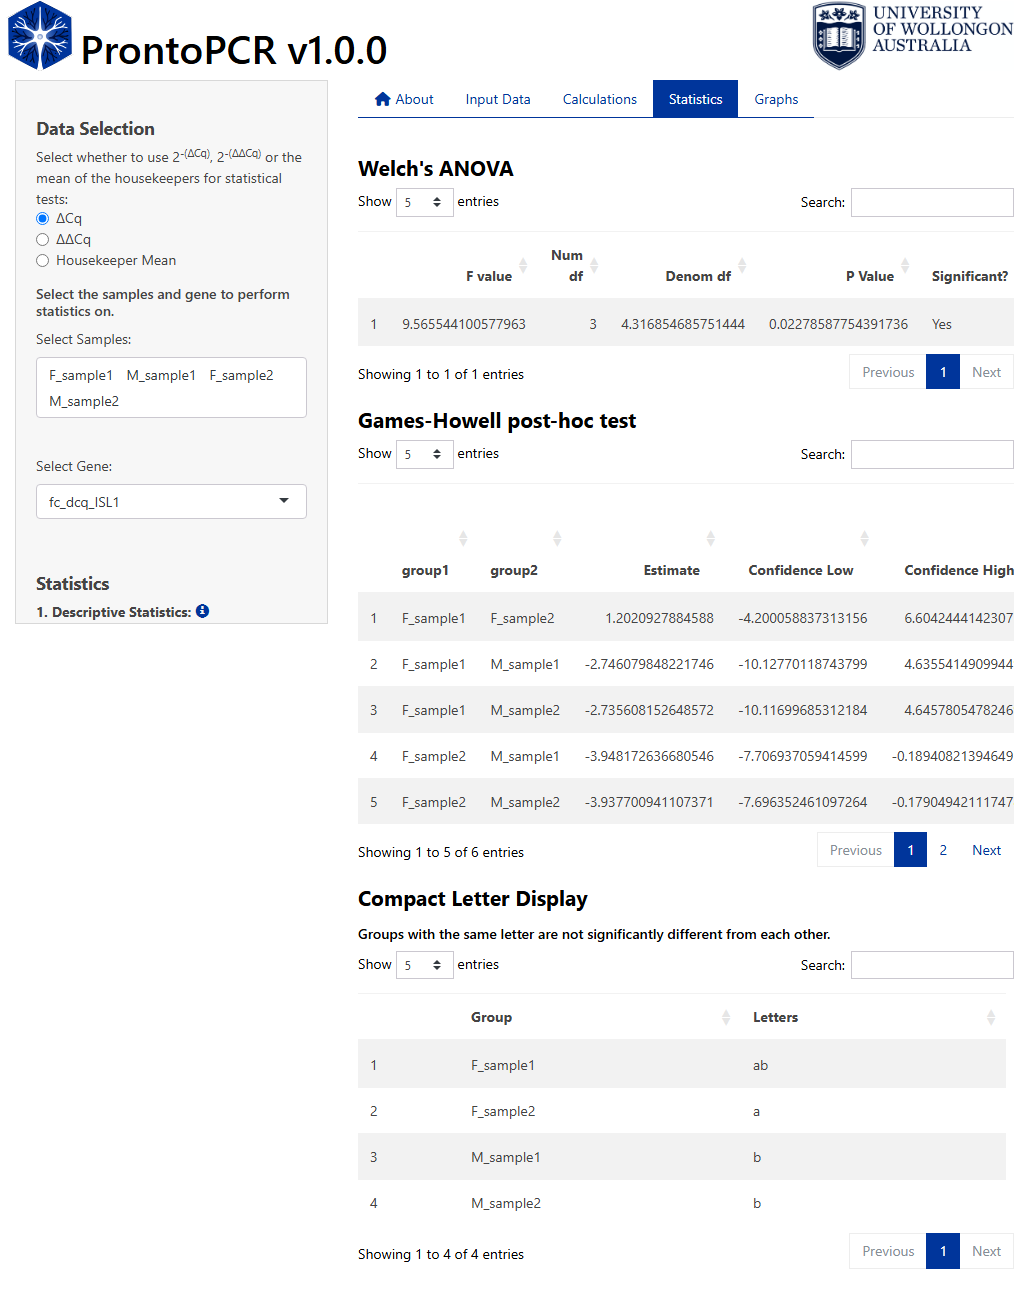 ProntoPCR v1.0.0
UNIVERSITY
OF WOLLONGONG
AUSTRALIA
Data Selection
Select whether to use 2-(ΔCq), 2-(ΔΔCq) or the
mean of the housekeepers for statistical
tests:
ΔCq
ΔΔCq
Housekeeper Mean
Select the samples and gene to perform
statistics on.
Select Samples:
F_sample1 M_sample1 F_sample2
M_sample2
Select Gene:
fc_dcq_ISL1
Statistics
1. Descriptive Statistics:
About Input Data Calculations Statistics Graphs
Welch's ANOVA
Show 5 entries Search:
F value Num df Denom df P Value Significant?
1 9.565544100577963 3 4.316854685751444 0.02278587754391736 Yes
Showing 1 to 1 of 1 entries Previous 1 Next
Games-Howell post-hoc test
Show 5 entries Search:
group1 group2 Estimate Confidence Low Confidence High
1 F_sample1 F_sample2 1.2020927884588 -4.200058837313156 6.6042444142307
2 F_sample1 M_sample1 -2.746079848221746 -10.12770118743799 4.6355414909944
3 F_sample1 M_sample2 -2.735608152648572 -10.11699685312184 4.6457805478246
4 F_sample2 M_sample1 -3.948172636680546 -7.706937059414599 -0.18940821394649
5 F_sample2 M_sample2 -3.937700941107371 -7.696352461097264 -0.17904942111747
Showing 1 to 5 of 6 entries Previous 1 2 Next
Compact Letter Display
Groups with the same letter are not significantly different from each other.
Show 5 entries Search:
Group Letters
1 F_sample1 ab
2 F_sample2 a
3 M_sample1 b
4 M_sample2 b
Showing 1 to 4 of 4 entries Previous 1 Next